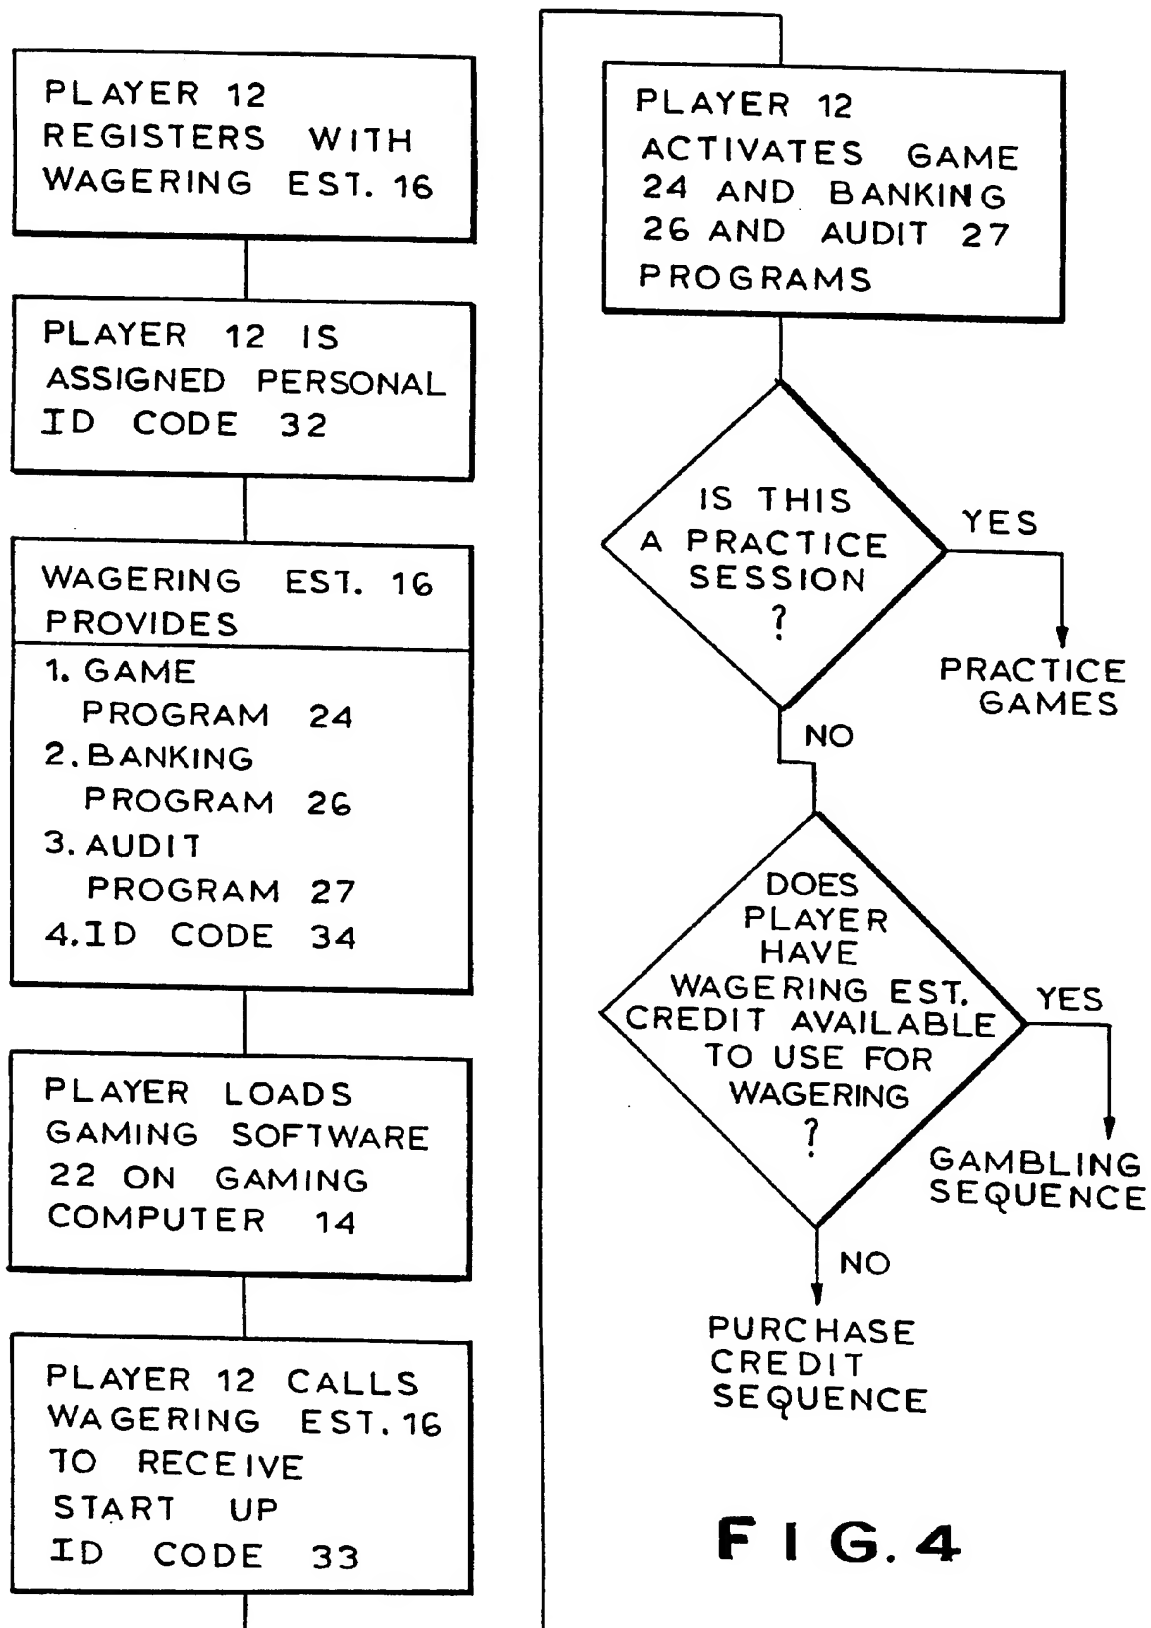 PLAYER 12
REGISTERS WITH
WAGERING EST. 16
PLAYER 12 IS
ASSIGNED PERSONAL
ID CODE 32
WAGERING EST. 16
PROVIDES
1. GAME
PROGRAM 24
2. BANKING
PROGRAM 26
3. AUDIT
PROGRAM 27
4. ID CODE 34
PLAYER LOADS
GAMING SOFTWARE
22 ON GAMING
COMPUTER 14
PLAYER 12 CALLS
WAGERING EST. 16
TO RECEIVE
START UP
ID CODE 33
PLAYER 12
ACTIVATES GAME
24 AND BANKING
26 AND AUDIT 27
PROGRAMS
IS THIS
A PRACTICE
SESSION
?
YES
PRACTICE
GAMES
NO
DOES
PLAYER
HAVE
WAGERING EST.
CREDIT AVAILABLE
TO USE FOR
WAGERING
?
YES
GAMBLING
SEQUENCE
NO
PURCHASE
CREDIT
SEQUENCE
FIG. 4